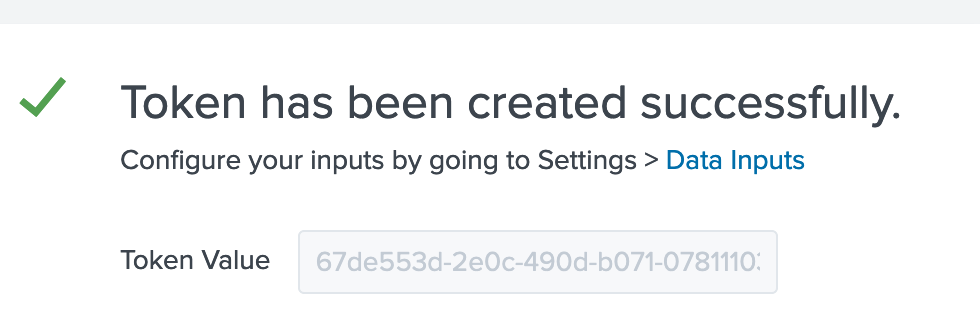 Token has been created successfully.
Configure your inputs by going to Settings > Data Inputs
Token Value 67de553d-2e0c-490d-b071-0781110